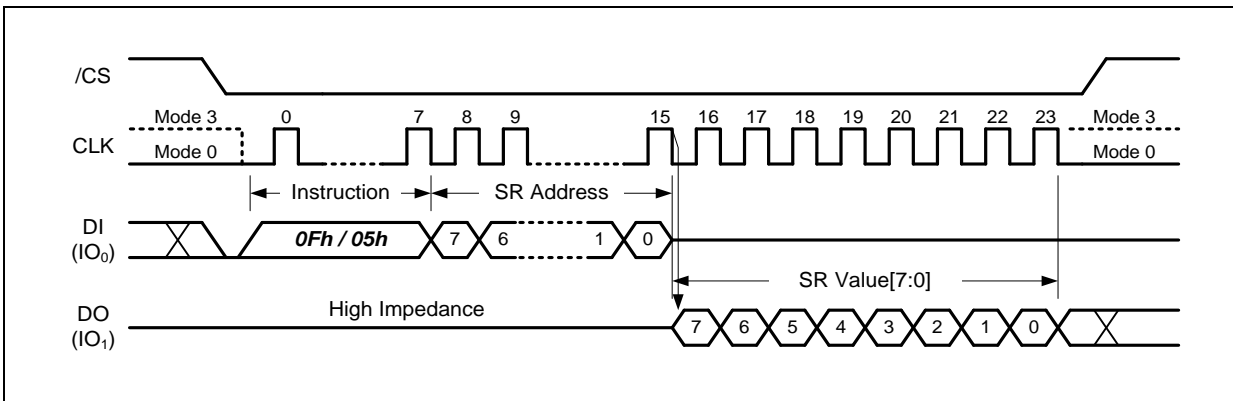 /CS
Mode 3 0 7 8 9 15 16 17 18 19 20 21 22 23 Mode 3
CLK
Mode 0 Mode 0
Instruction SR Address
DI
(IO₀)
0Fh / 05h 7 6 1 0
SR Value[7:0]
High Impedance
DO
(IO₁)
7 6 5 4 3 2 1 0